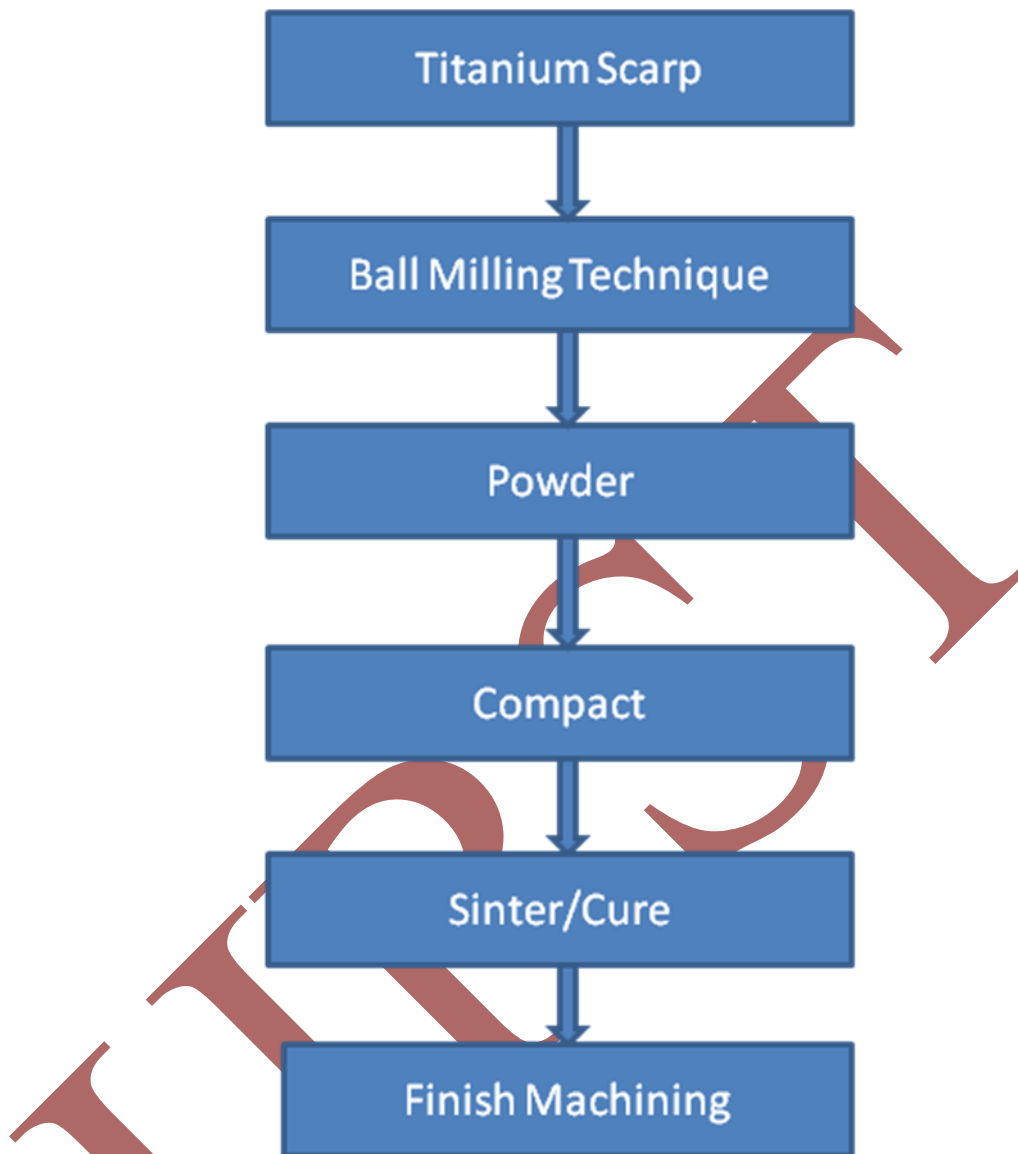 Titanium Scarp
Ball Milling Technique
Powder
Compact
Sinter/Cure
Finish Machining